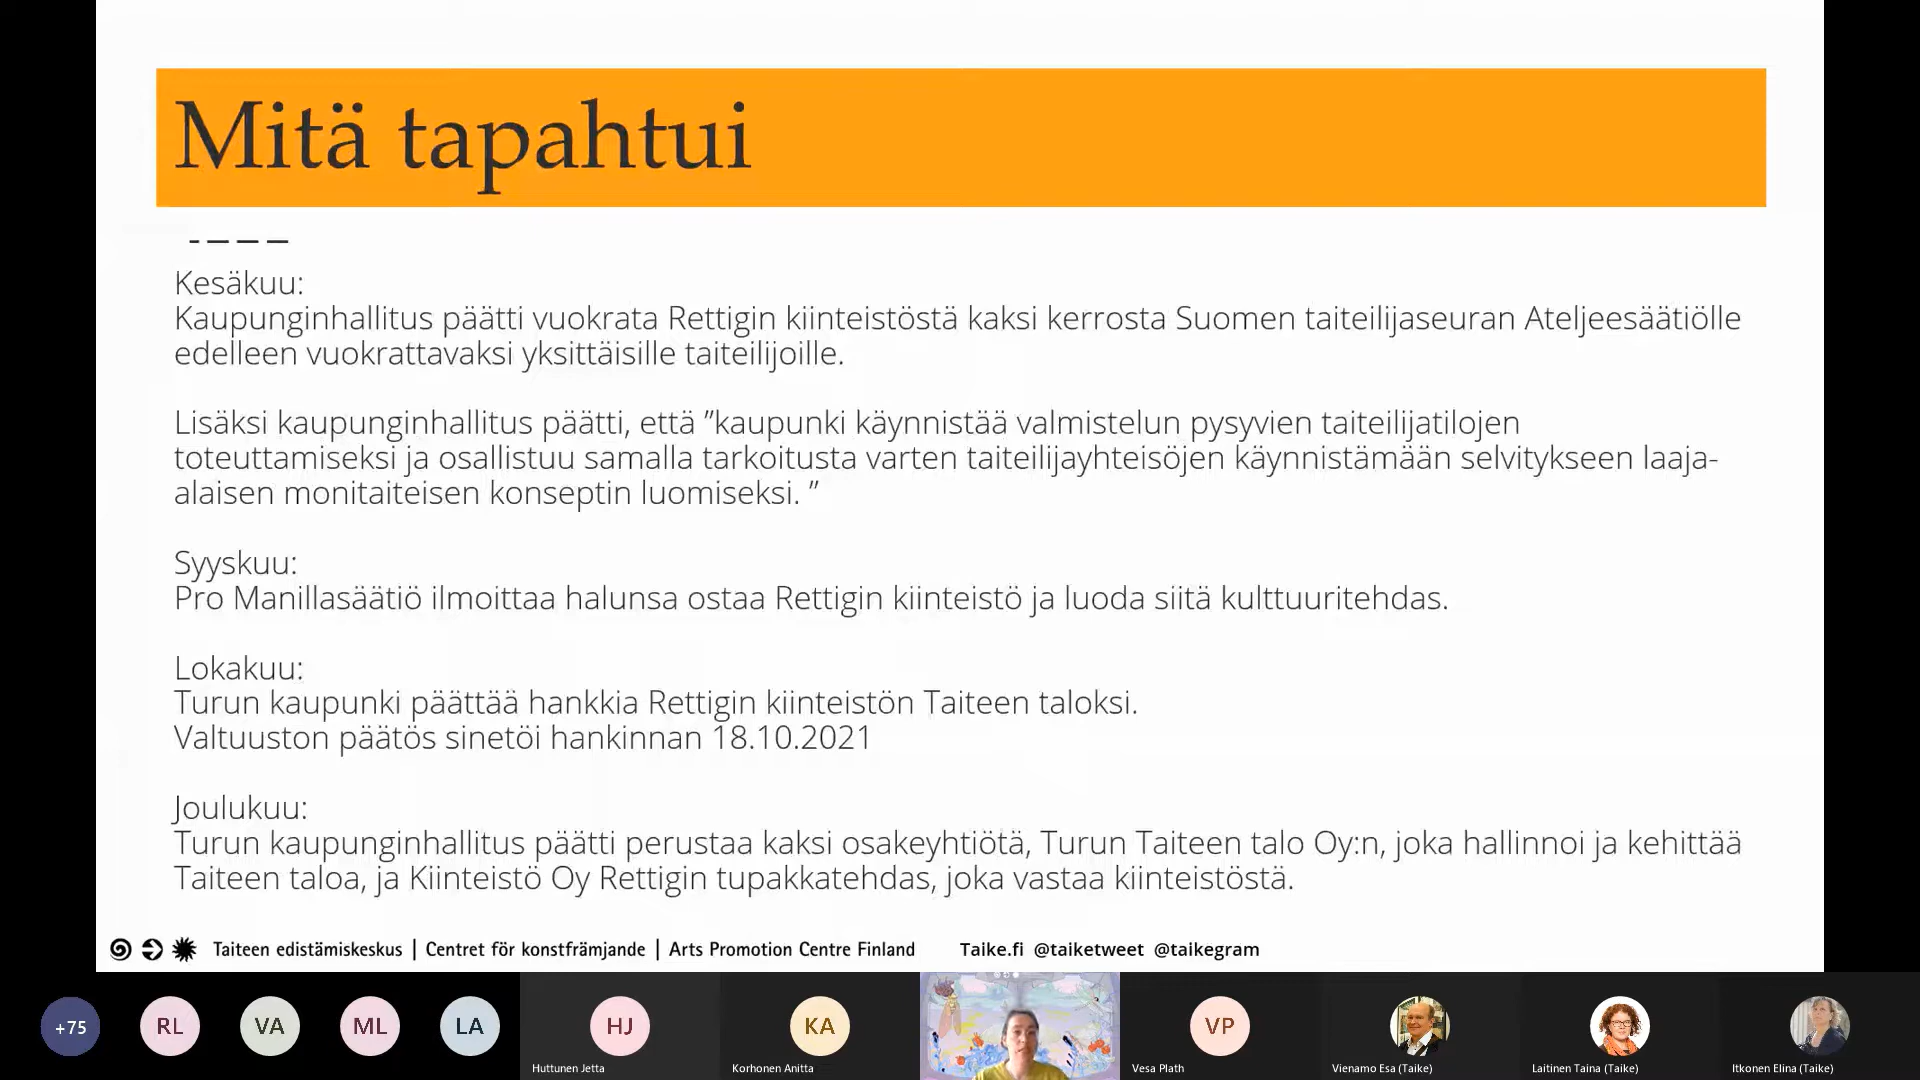 Mitä tapahtui
Kesäkuu:
Kaupunginhallitus päätti vuokrata Rettigin kiinteistöstä kaksi kerrosta Suomen taiteilijaseuran Ateljeesäätiölle
edelleen vuokrattavaksi yksittäisille taiteilijoille.
Lisäksi kaupunginhallitus päätti, että ”kaupunki käynnistää valmistelun pysyvien taiteilijatilojen
toteuttamiseksi ja osallistuu samalla tarkoitusta varten taiteilijayhteisöjen käynnistämään selvitykseen laaja-
alaisen monitaiteisen konseptin luomiseksi. ”
Syyskuu:
Pro Manillasäätiö ilmoittaa halunsa ostaa Rettigin kiinteistö ja luoda siitä kulttuuritehdas.
Lokakuu:
Turun kaupunki päättää hankkia Rettigin kiinteistön Taiteen taloksi.
Valtuuston päätös sinetöi hankinnan 18.10.2021
Joulukuu:
Turun kaupunginhallitus päätti perustaa kaksi osakeyhtiötä, Turun Taiteen talo Oy:n, joka hallinnoi ja kehittää
Taiteen taloa, ja Kiinteistö Oy Rettigin tupakkatehdas, joka vastaa kiinteistöstä.
Taiteen edistämiskeskus | Centret för konstfrämjande | Arts Promotion Centre Finland Taike.fi @taiketweet @taikegram
+75 RL VA ML LA HJ KA VP
Huttunen Jetta Korhonen Anitta Vesa Plath Vienamo Esa (Taike) Laitinen Taina (Taike) Itkonen Elina (Taike)